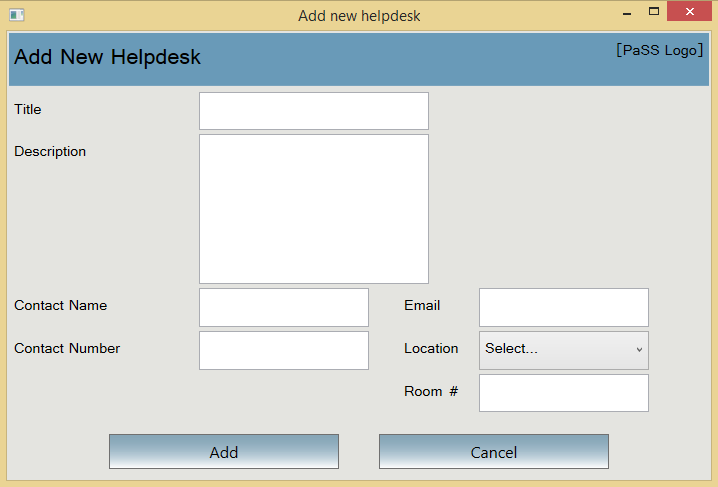 Add new helpdesk
Add New Helpdesk
[PaSS Logo]
Title
Description
Contact Name
Email
Contact Number
Location
Select...
Room #
Add
Cancel